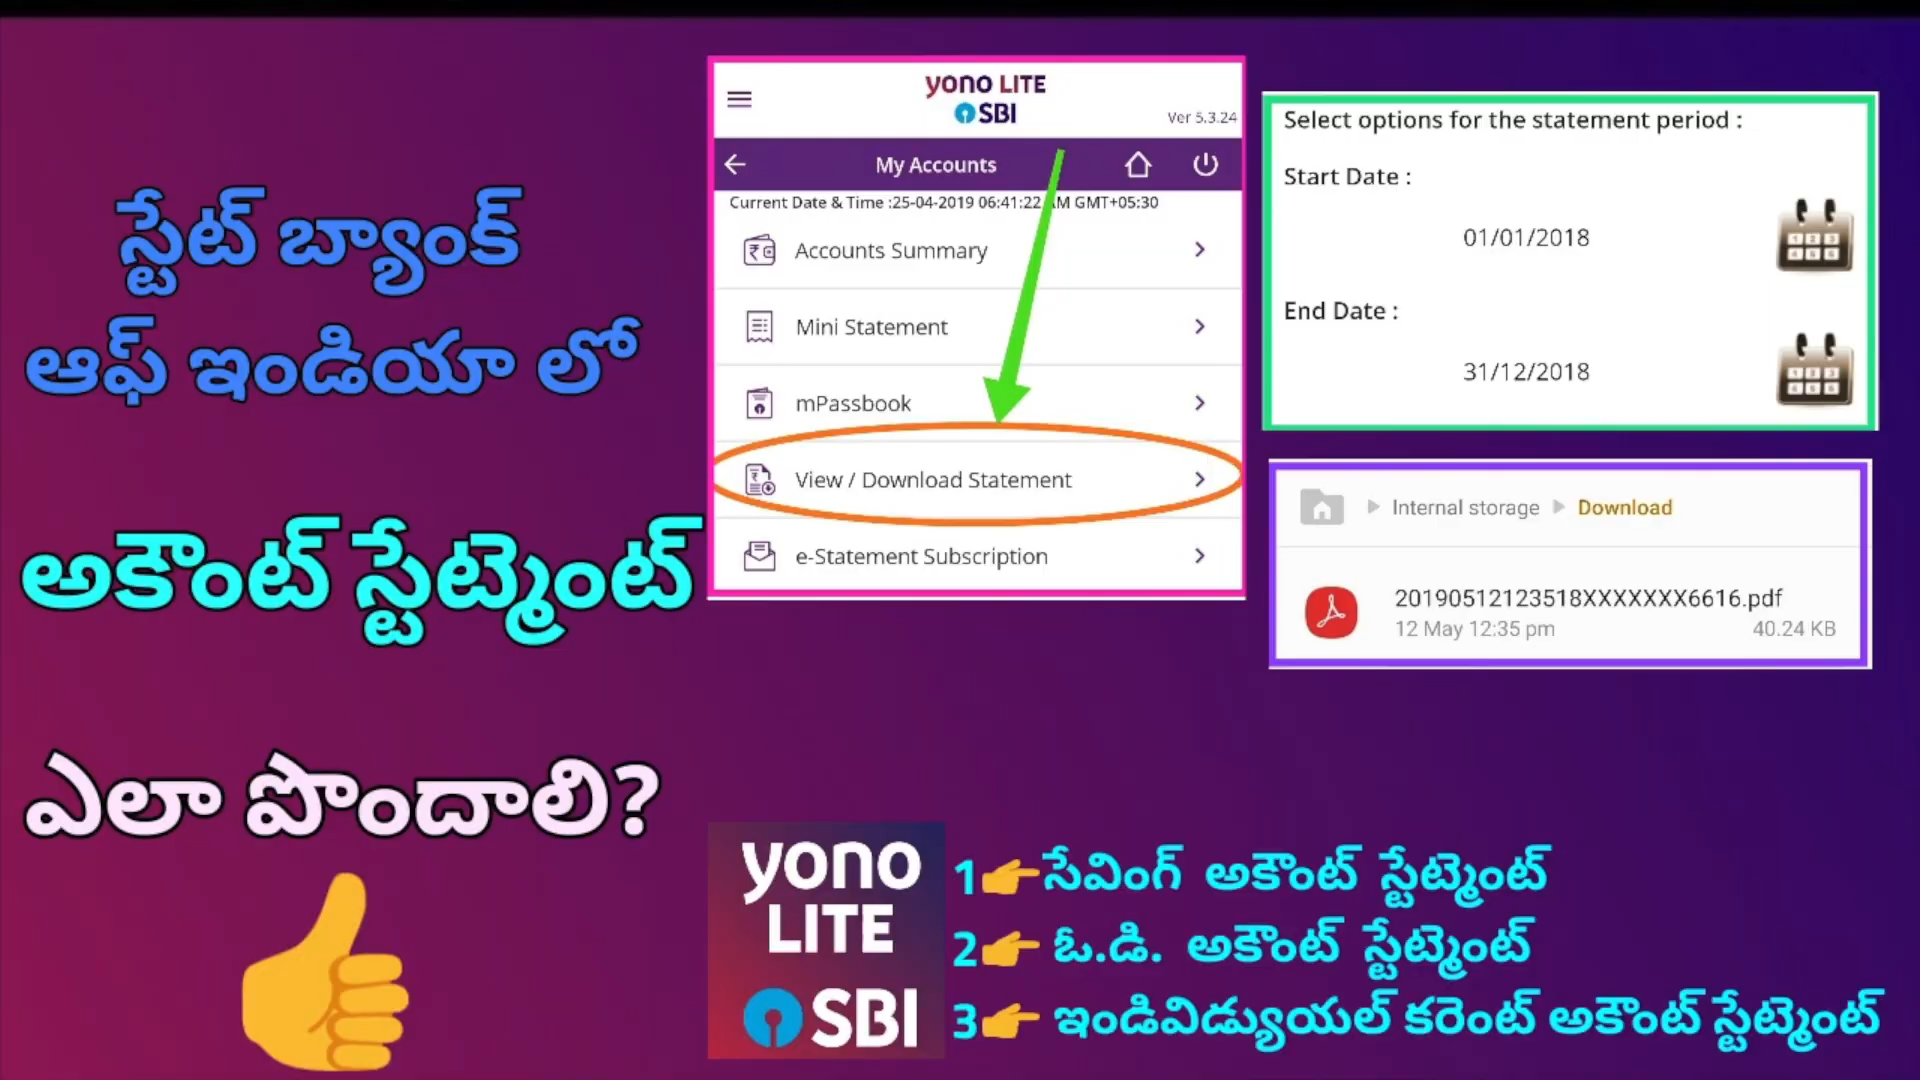 స్టేట్ బ్యాంక్
ఆఫ్ ఇండియా లో
అకౌంట్ స్టేట్మెంట్
ఎలా పొందాలి?
yono LITE
SBI
Ver 5.3.24
My Accounts
Current Date & Time :25-04-2019 06:41:22 AM GMT+05:30
Accounts Summary
Mini Statement
mPassbook
View / Download Statement
e-Statement Subscription
Select options for the statement period :
Start Date :
01/01/2018
End Date :
31/12/2018
Internal storage Download
20190512123518XXXXXXX6616.pdf
12 May 12:35 pm 40.24 KB
yono
LITE
SBI
1👉సేవింగ్ అకౌంట్ స్టేట్మెంట్
2👉 ఓ.డి. అకౌంట్ స్టేట్మెంట్
3👉 ఇండివిడ్యుయల్ కరెంట్ అకౌంట్ స్టేట్మెంట్